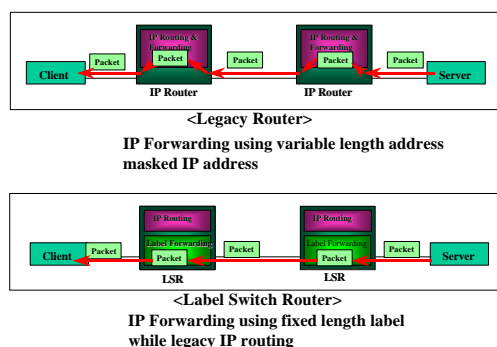 IP Routing & Forwarding
IP Routing & Forwarding
Packet
Packet
Packet
Packet
Packet
Client
Server
IP Router
IP Router
<Legacy Router>
IP Forwarding using variable length address
masked IP address
IP Routing
IP Routing
Label Forwarding
Label Forwarding
Packet
Packet
Packet
Client
Packet
Packet
Server
LSR
LSR
<Label Switch Router>
IP Forwarding using fixed length label
while legacy IP routing